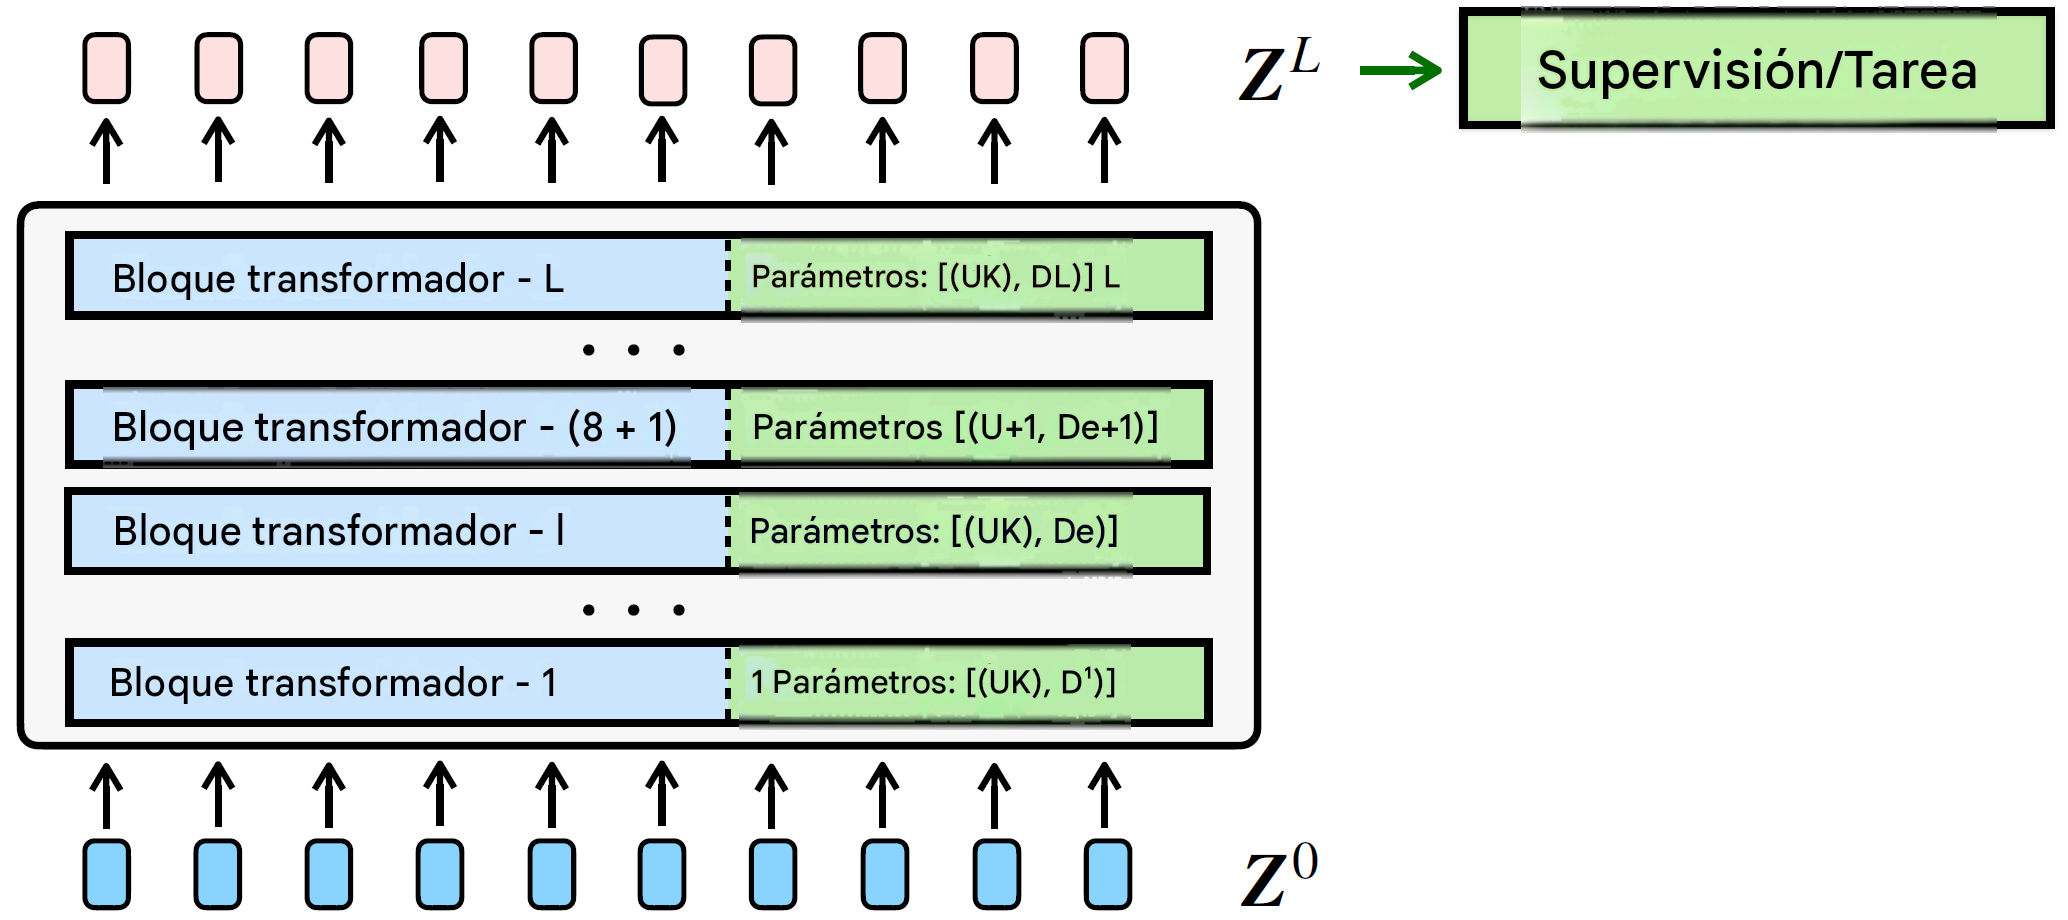 Z^L
Supervisión/Tarea
Bloque transformador - L
Parámetros: [(UK), DL)] L
. . .
Bloque transformador - (8 + 1)
Parámetros [(U+1, De+1)]
Bloque transformador - l
Parámetros: [(UK), De)]
. . .
Bloque transformador - 1
1 Parámetros: [(UK), D¹)]
Z^0